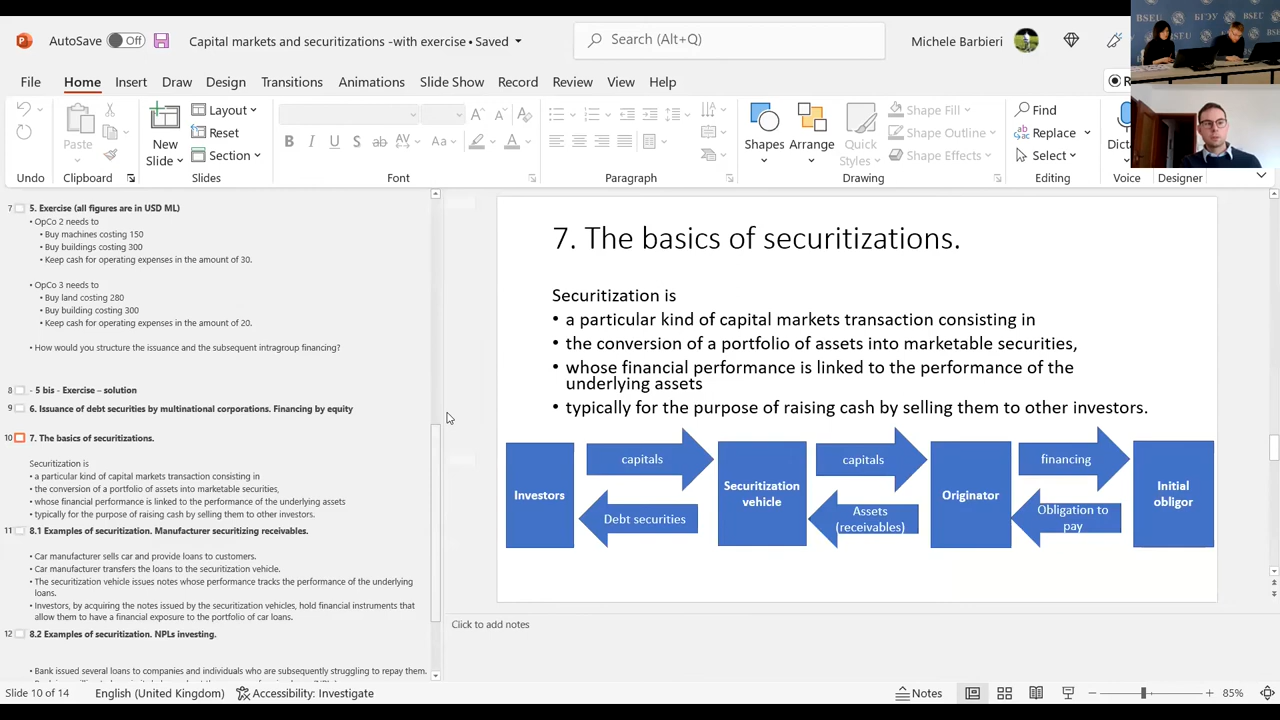 AutoSave Off Capital markets and securitizations -with exercise • Saved Search (Alt+Q) Michele Barbieri
BSEU БГЭУ BSEU
File Home Insert Draw Design Transitions Animations Slide Show Record Review View Help
Paste
New
Slide
Layout
Reset
Section
B I U S ab AV Aa A
Shapes Arrange Quick
Styles
Shape Fill
Shape Outline
Shape Effects
Find
Replace
Select
Undo Clipboard Slides Font Paragraph Drawing Editing Voice Designer
7 5. Exercise (all figures are in USD ML)
• OpCo 2 needs to
• Buy machines costing 150
• Buy buildings costing 300
• Keep cash for operating expenses in the amount of 30.
• OpCo 3 needs to
• Buy land costing 280
• Buy building costing 300
• Keep cash for operating expenses in the amount of 20.
• How would you structure the issuance and the subsequent intragroup financing?
8 - 5 bis - Exercise – solution
9 6. Issuance of debt securities by multinational corporations. Financing by equity
10 7. The basics of securitizations.
Securitization is
• a particular kind of capital markets transaction consisting in
• the conversion of a portfolio of assets into marketable securities,
• whose financial performance is linked to the performance of the underlying assets
• typically for the purpose of raising cash by selling them to other investors.
11 8.1 Examples of securitization. Manufacturer securitizing receivables.
• Car manufacturer sells car and provide loans to customers.
• Car manufacturer transfers the loans to the securitization vehicle.
• The securitization vehicle issues notes whose performance tracks the performance of the underlying
loans.
• Investors, by acquiring the notes issued by the securitization vehicles, hold financial instruments that
allow them to have a financial exposure to the portfolio of car loans.
12 8.2 Examples of securitization. NPLs investing.
• Bank issued several loans to companies and individuals who are subsequently struggling to repay them.
7. The basics of securitizations.
Securitization is
• a particular kind of capital markets transaction consisting in
• the conversion of a portfolio of assets into marketable securities,
• whose financial performance is linked to the performance of the
underlying assets
• typically for the purpose of raising cash by selling them to other investors.
Investors
capitals
Debt securities
Securitization
vehicle
capitals
Assets
(receivables)
Originator
financing
Obligation to
pay
Initial
obligor
Click to add notes
Slide 10 of 14 English (United Kingdom) Accessibility: Investigate Notes 85%